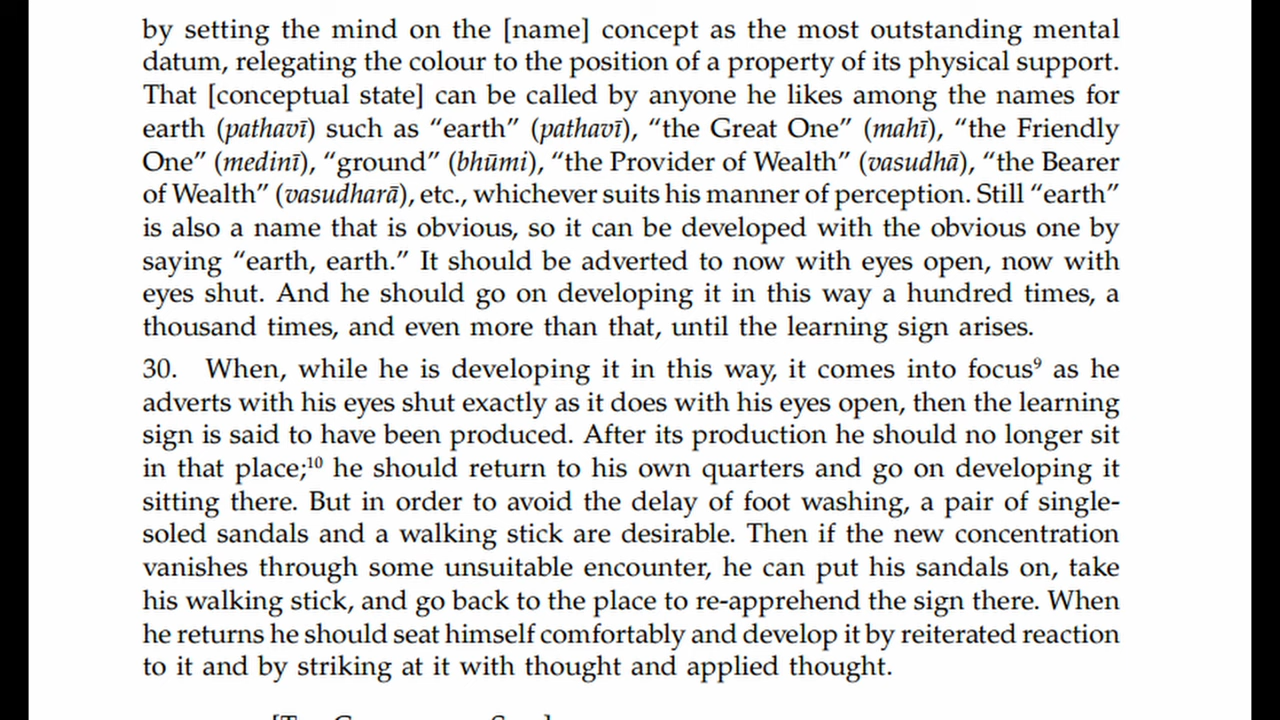 by setting the mind on the [name] concept as the most outstanding mental
datum, relegating the colour to the position of a property of its physical support.
That [conceptual state] can be called by anyone he likes among the names for
earth (pathavī) such as “earth” (pathavī), “the Great One” (mahī), “the Friendly
One” (medinī), “ground” (bhūmi), “the Provider of Wealth” (vasudhā), “the Bearer
of Wealth” (vasudharā), etc., whichever suits his manner of perception. Still “earth”
is also a name that is obvious, so it can be developed with the obvious one by
saying “earth, earth.” It should be adverted to now with eyes open, now with
eyes shut. And he should go on developing it in this way a hundred times, a
thousand times, and even more than that, until the learning sign arises.
30. When, while he is developing it in this way, it comes into focus⁹ as he
adverts with his eyes shut exactly as it does with his eyes open, then the learning
sign is said to have been produced. After its production he should no longer sit
in that place;¹⁰ he should return to his own quarters and go on developing it
sitting there. But in order to avoid the delay of foot washing, a pair of single-
soled sandals and a walking stick are desirable. Then if the new concentration
vanishes through some unsuitable encounter, he can put his sandals on, take
his walking stick, and go back to the place to re-apprehend the sign there. When
he returns he should seat himself comfortably and develop it by reiterated reaction
to it and by striking at it with thought and applied thought.